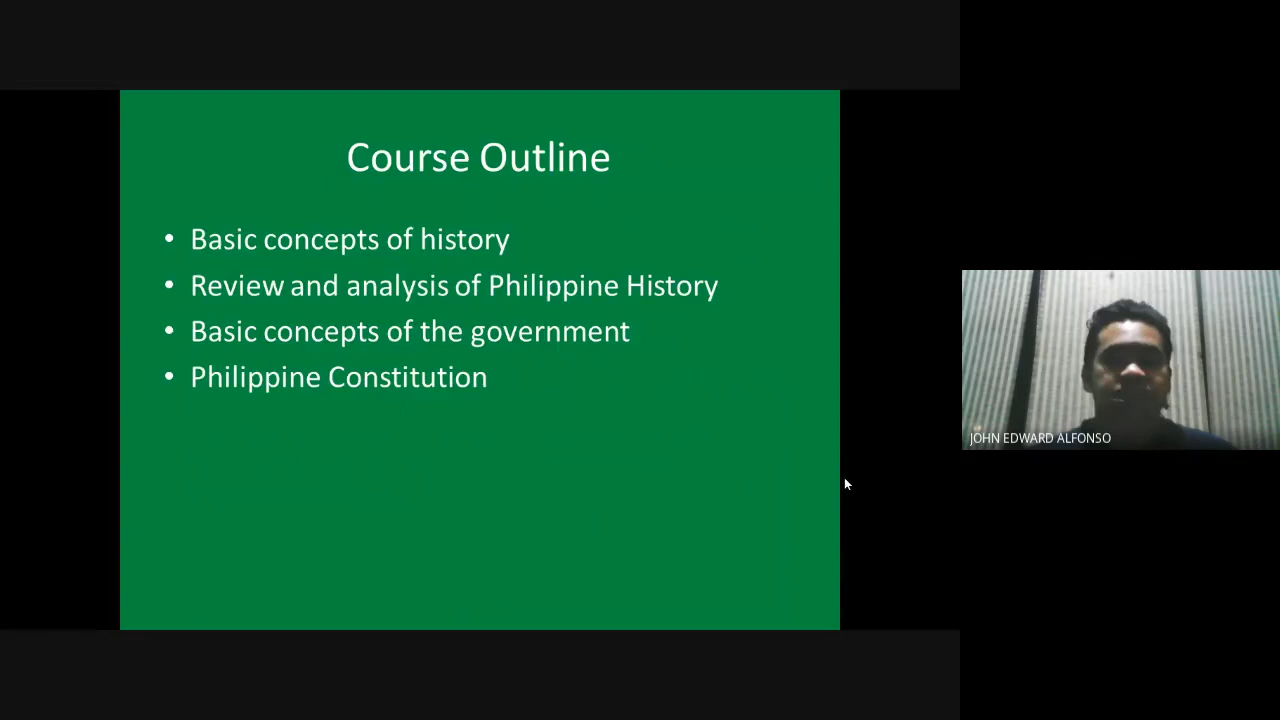 Course Outline
• Basic concepts of history
• Review and analysis of Philippine History
• Basic concepts of the government
• Philippine Constitution
JOHN EDWARD ALFONSO